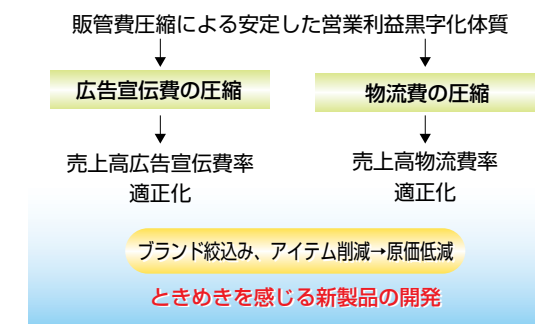 販管費圧縮による安定した営業利益黒字化体質
広告宣伝費の圧縮
物流費の圧縮
売上高広告宣伝費率
適正化
売上高物流費率
適正化
ブランド絞込み、アイテム削減→原価低減
ときめきを感じる新製品の開発